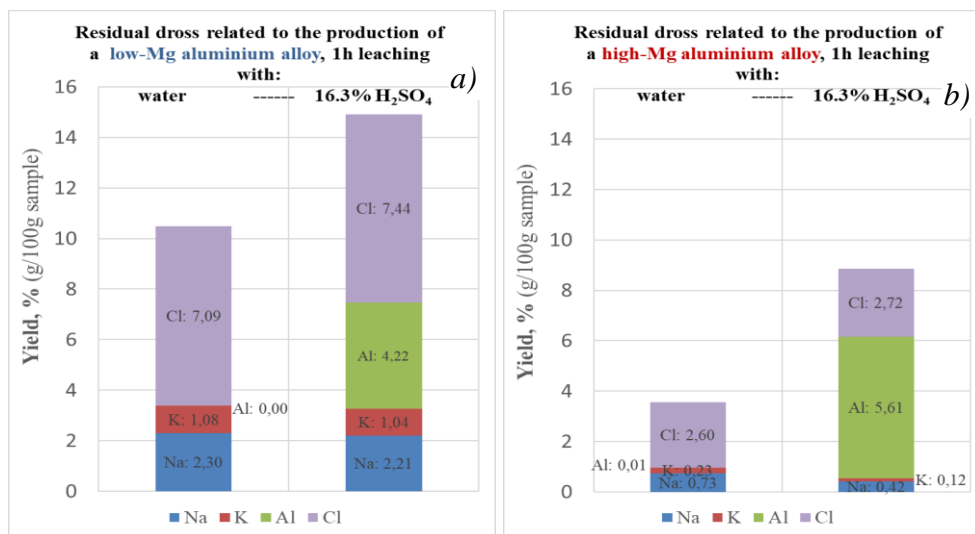 Residual dross related to the production of
a low-Mg aluminium alloy, 1h leaching
with:
a)
water ------ 16.3% H₂SO₄
Yield, % (g/100g sample)
16
14
12
10
8
6
4
2
0
Cl: 7,09
Al: 0,00
K: 1,08
Na: 2,30
Cl: 7,44
Al: 4,22
K: 1,04
Na: 2,21
Na K Al Cl
Residual dross related to the production of
a high-Mg aluminium alloy, 1h leaching
with:
b)
water ------ 16.3% H₂SO₄
Yield, % (g/100g sample)
16
14
12
10
8
6
4
2
0
Cl: 2,60
Al: 0,01
K: 0,23
Na: 0,73
Cl: 2,72
Al: 5,61
K: 0,12
Na: 0,42
Na K Al Cl